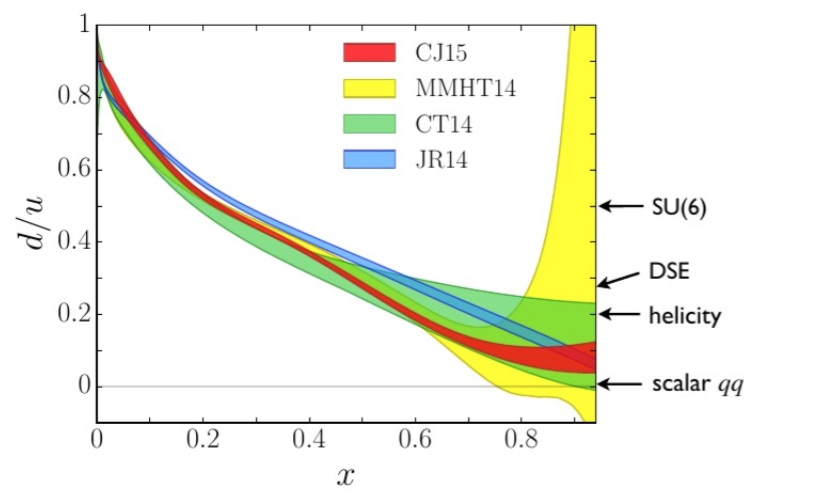 1
0.8
0.6
0.4
0.2
0
d/u
CJ15
MMHT14
CT14
JR14
SU(6)
DSE
helicity
scalar qq
0
0.2
0.4
0.6
0.8
x